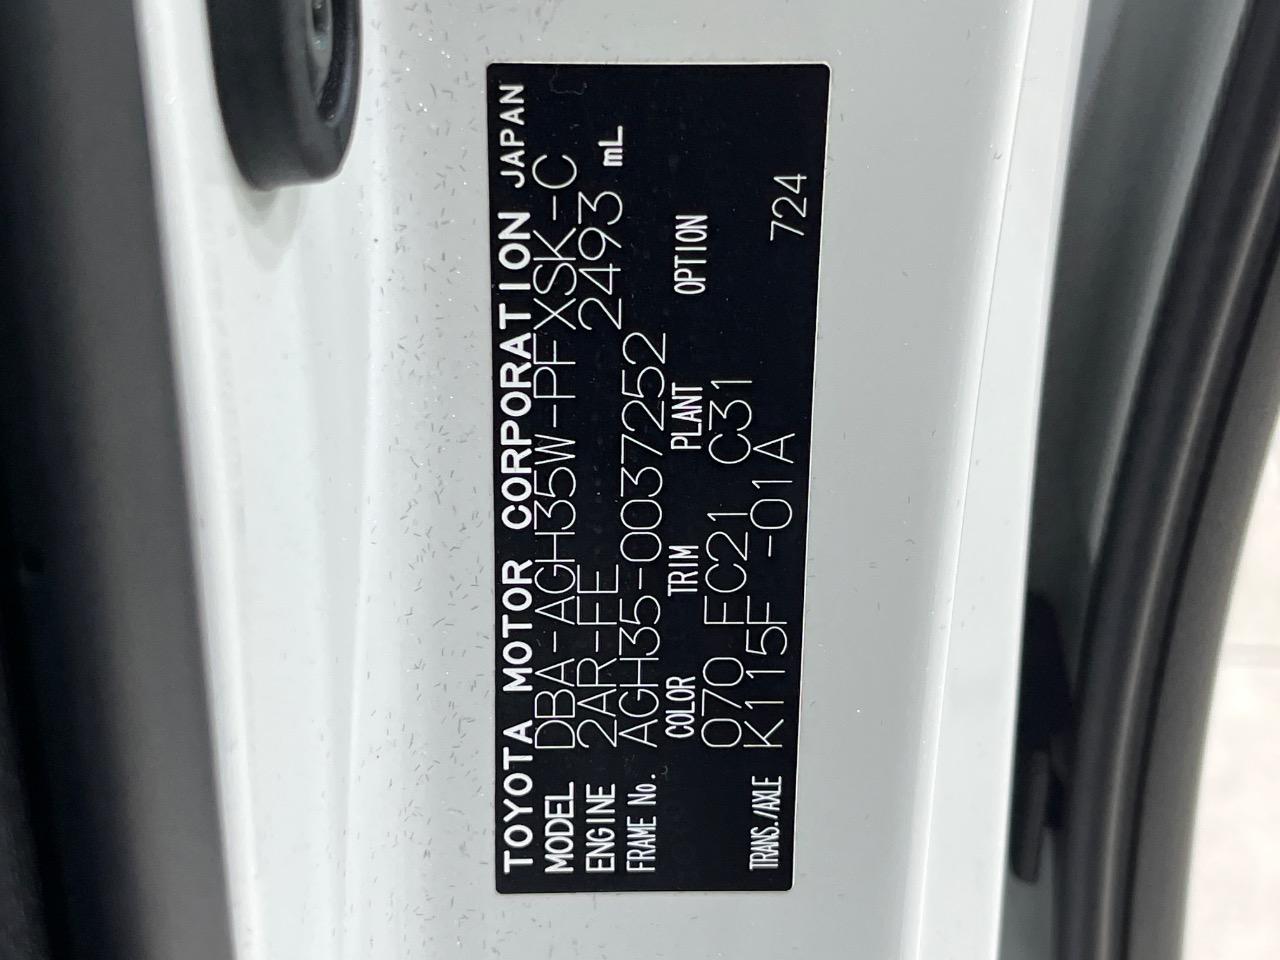 TOYOTA MOTOR CORPORATION JAPAN
MODEL DBA-AGH35W-PFXSK-C
ENGINE 2AR-FE 2493 mL
FRAME No. AGH35-0037252
COLOR TRIM PLANT OPTION
070 FC21 C31
TRANS./AXLE K115F -01A 724